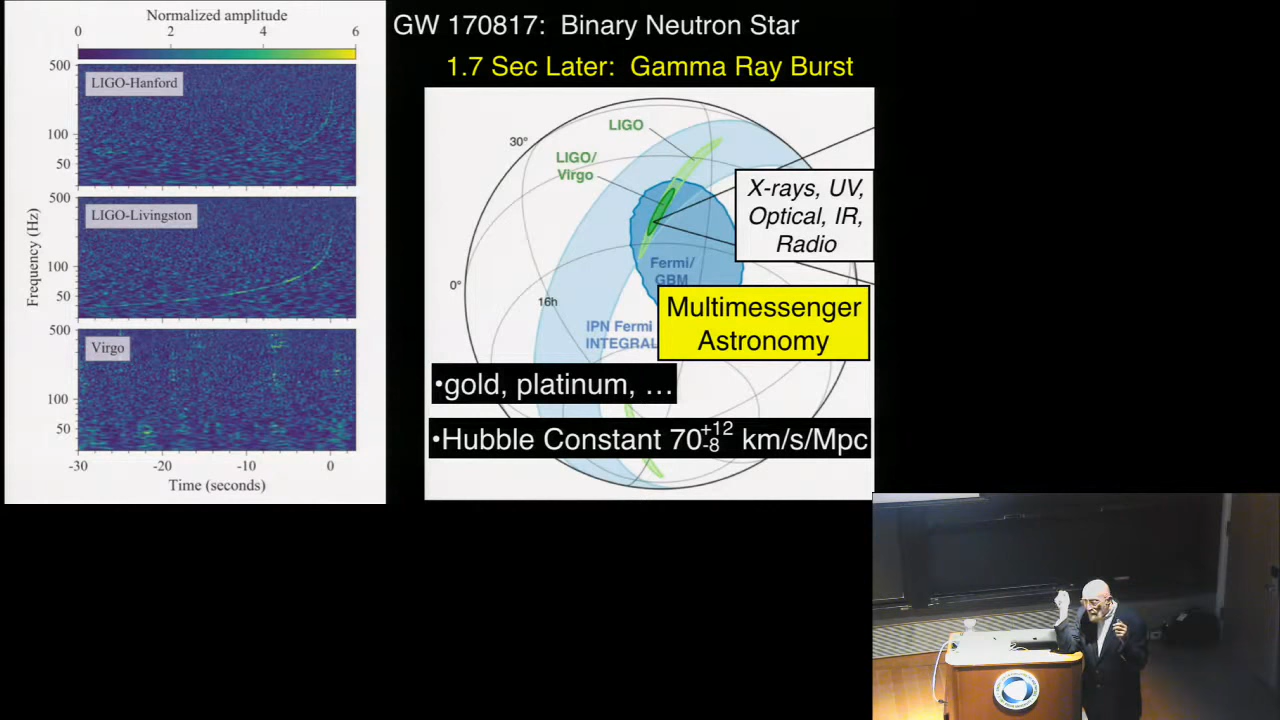 Normalized amplitude
0 2 4 6
500
LIGO-Hanford
100
50
500
LIGO-Livingston
100
50
500
Virgo
100
50
Frequency (Hz)
-30 -20 -10 0
Time (seconds)
GW 170817: Binary Neutron Star
1.7 Sec Later: Gamma Ray Burst
LIGO
30°
LIGO/
Virgo
X-rays, UV,
Optical, IR,
Radio
Fermi/
GBM
0°
16h
IPN Fermi
INTEGRAL
Multimessenger
Astronomy
•gold, platinum, …
•Hubble Constant 70+12-8 km/s/Mpc